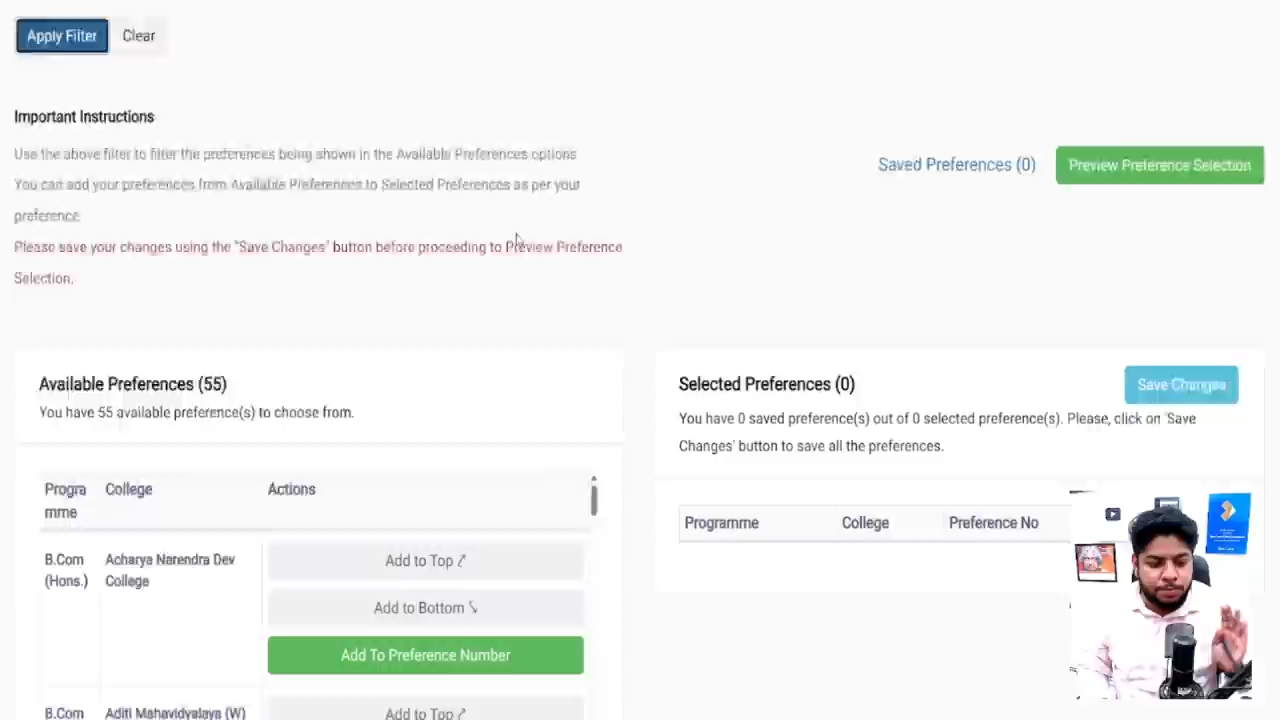 Apply Filter
Clear
Important Instructions
Use the above filter to filter the preferences being shown in the Available Preferences options
You can add your preferences from Available Preferences to Selected Preferences as per your
preference
Please save your changes using the "Save Changes" button before proceeding to Preview Preference
Selection.
Saved Preferences (0)
Preview Preference Selection
Available Preferences (55)
You have 55 available preference(s) to choose from.
Progra
mme
College
Actions
B.Com
(Hons.)
Acharya Narendra Dev
College
Add to Top ↗
Add to Bottom ↘
Add To Preference Number
B.Com
Aditi Mahavidyalaya (W)
Add to Top ↗
Selected Preferences (0)
Save Changes
You have 0 saved preference(s) out of 0 selected preference(s). Please, click on 'Save
Changes' button to save all the preferences.
Programme
College
Preference No